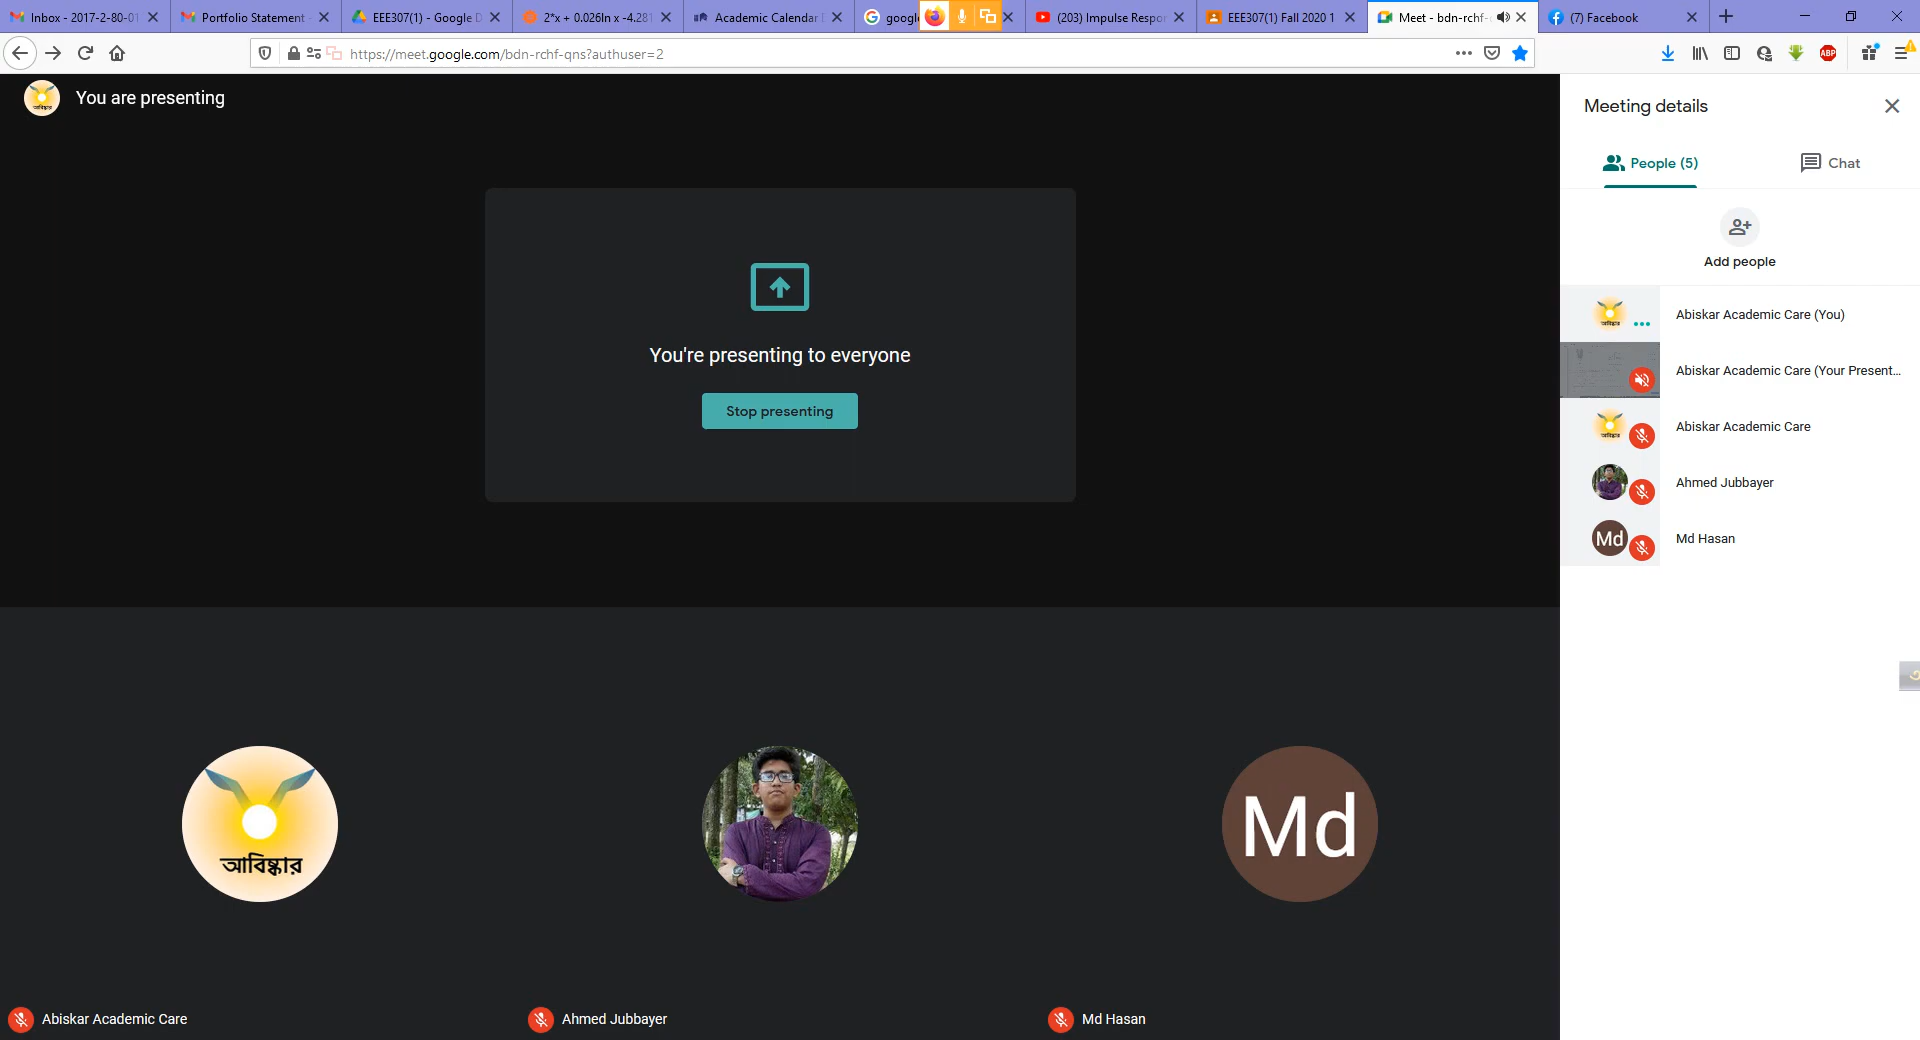 Inbox - 2017-2-80-01
Portfolio Statement
EEE307(1) - Google D
2*x + 0.026ln x -4.281
Academic Calendar
googl
(203) Impulse Respor
EEE307(1) Fall 2020 1
Meet - bdn-rchf-
(7) Facebook
https://meet.google.com/bdn-rchf-qns?authuser=2
ABP
You are presenting
Meeting details
People (5)
Chat
Add people
You're presenting to everyone
Stop presenting
Abiskar Academic Care (You)
Abiskar Academic Care (Your Present...
Abiskar Academic Care
Ahmed Jubbayer
Md
Md Hasan
আবিষ্কার
Md
Abiskar Academic Care
Ahmed Jubbayer
Md Hasan